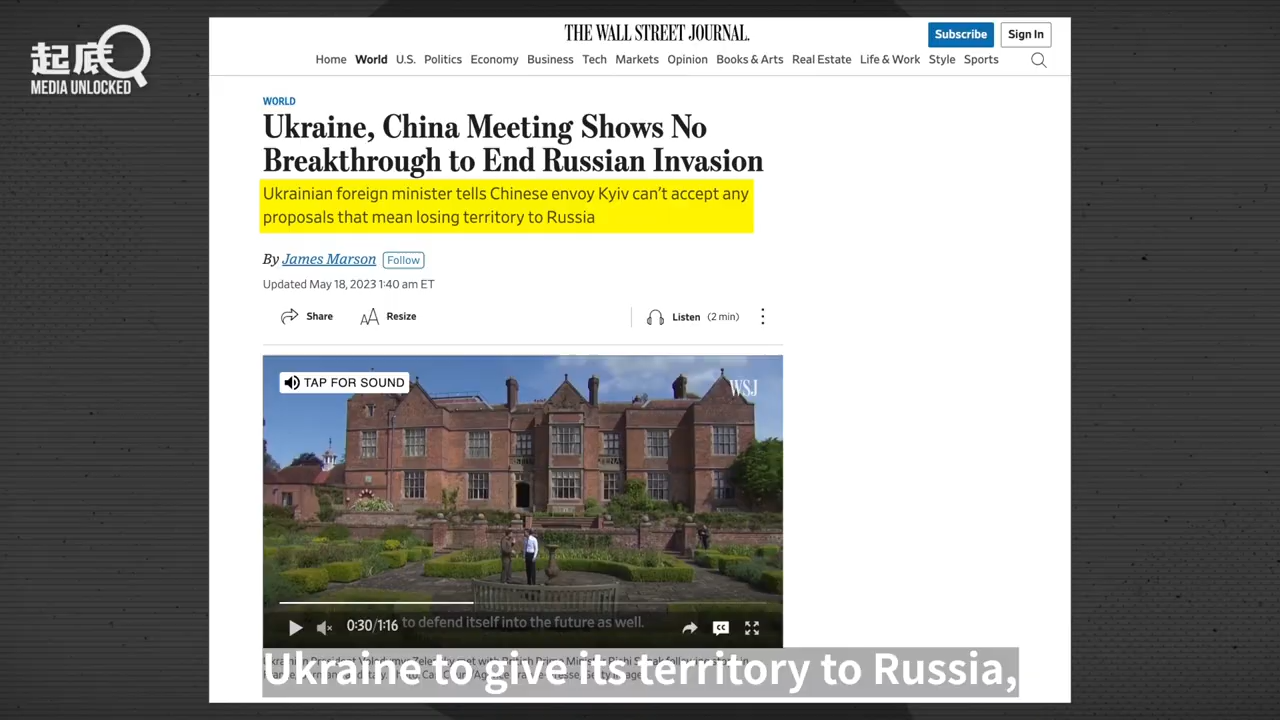 起底
MEDIA UNLOCKED
THE WALL STREET JORNAL.
Subscribe
Sign In
Home World U.S. Politics Economy Business Tech Markets Opinion Books & Arts Real Estate Life & Work Style Sports
WORLD
Ukraine, China Meeting Shows No
Breakthrough to End Russian Invasion
Ukrainian foreign minister tells Chinese envoy Kyiv can't accept any
proposals that mean losing territory to Russia
By James Marson Follow
Updated May 18, 2023 1:40 am ET
Share
Resize
Listen (2 min)
TAP FOR SOUND
WSJ
0:30/1:16
to defend itself into the future as well.
CC
Ukraine to give its territory to Russia,